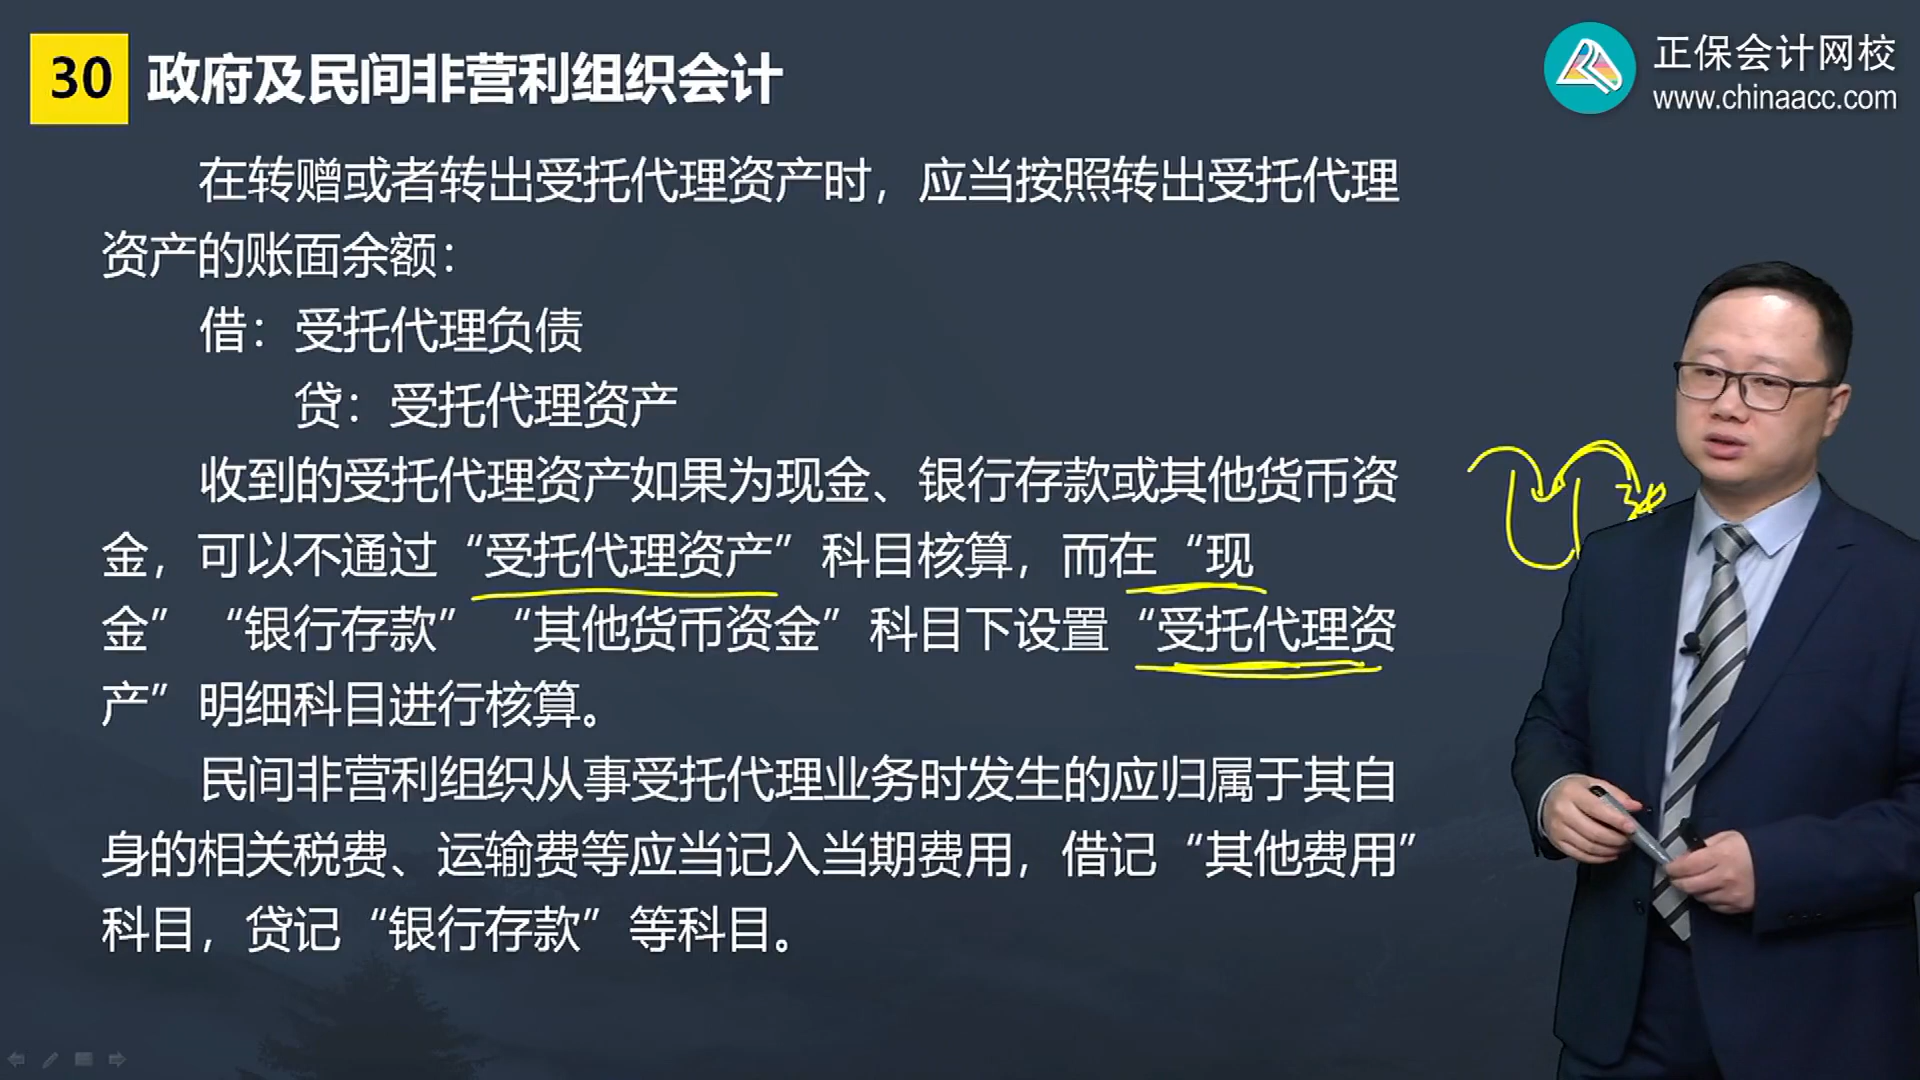 30 政府及民间非营利组织会计
正保会计网校
www.chinaacc.com
在转赠或者转出受托代理资产时，应当按照转出受托代理
资产的账面余额：
借：受托代理负债
贷：受托代理资产
收到的受托代理资产如果为现金、银行存款或其他货币资
金，可以不通过“受托代理资产”科目核算，而在“现
金”“银行存款”“其他货币资金”科目下设置“受托代理资
产”明细科目进行核算。
民间非营利组织从事受托代理业务时发生的应归属于其自
身的相关税费、运输费等应当记入当期费用，借记“其他费用”
科目，贷记“银行存款”等科目。